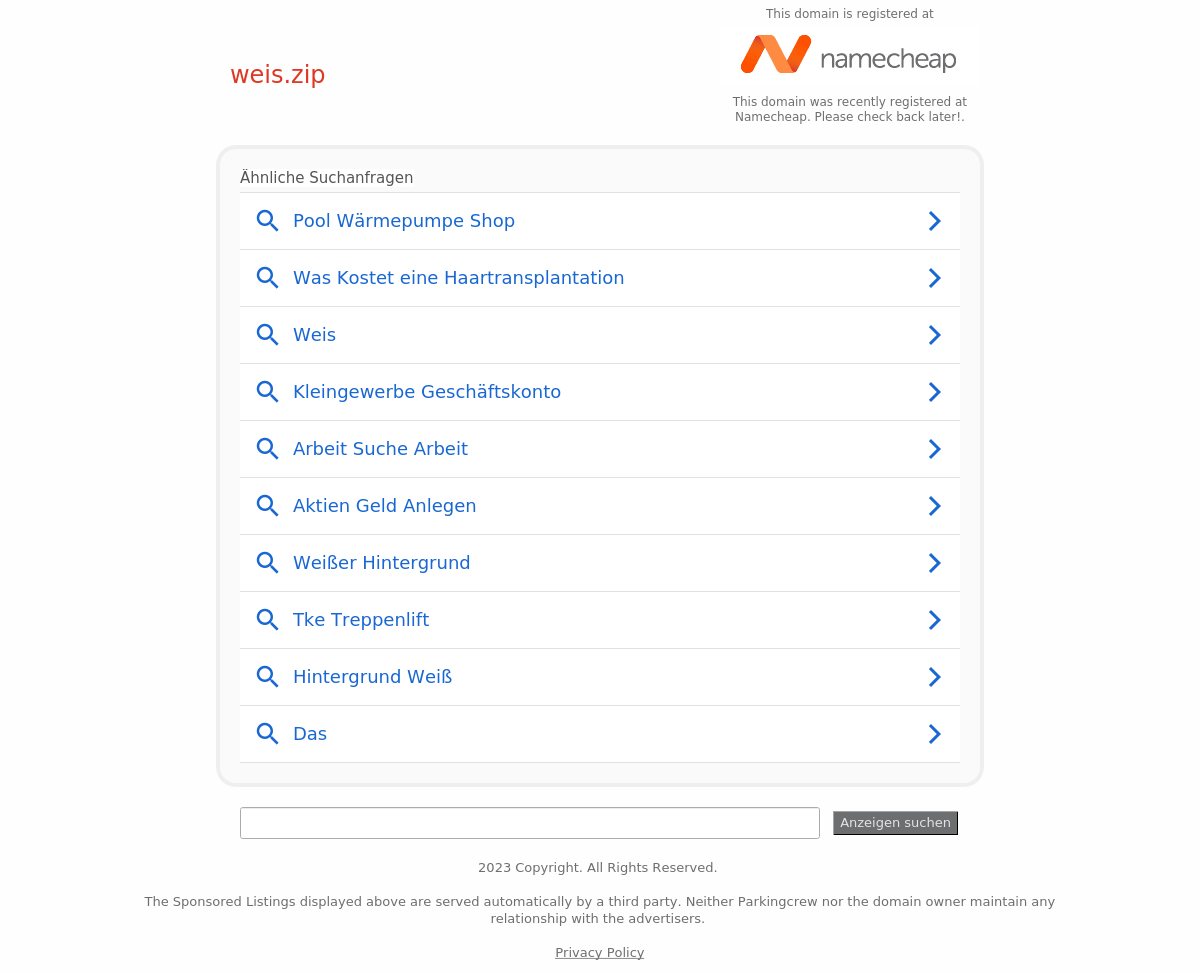 This domain is registered at
namecheap
weis.zip
This domain was recently registered at
Namecheap. Please check back later!.
Ähnliche Suchanfragen
Pool Wärmepumpe Shop
Was Kostet eine Haartransplantation
Weis
Kleingewerbe Geschäftskonto
Arbeit Suche Arbeit
Aktien Geld Anlegen
Weißer Hintergrund
Tke Treppenlift
Hintergrund Weiß
Das
Anzeigen suchen
2023 Copyright. All Rights Reserved.
The Sponsored Listings displayed above are served automatically by a third party. Neither Parkingcrew nor the domain owner maintain any
relationship with the advertisers.
Privacy Policy